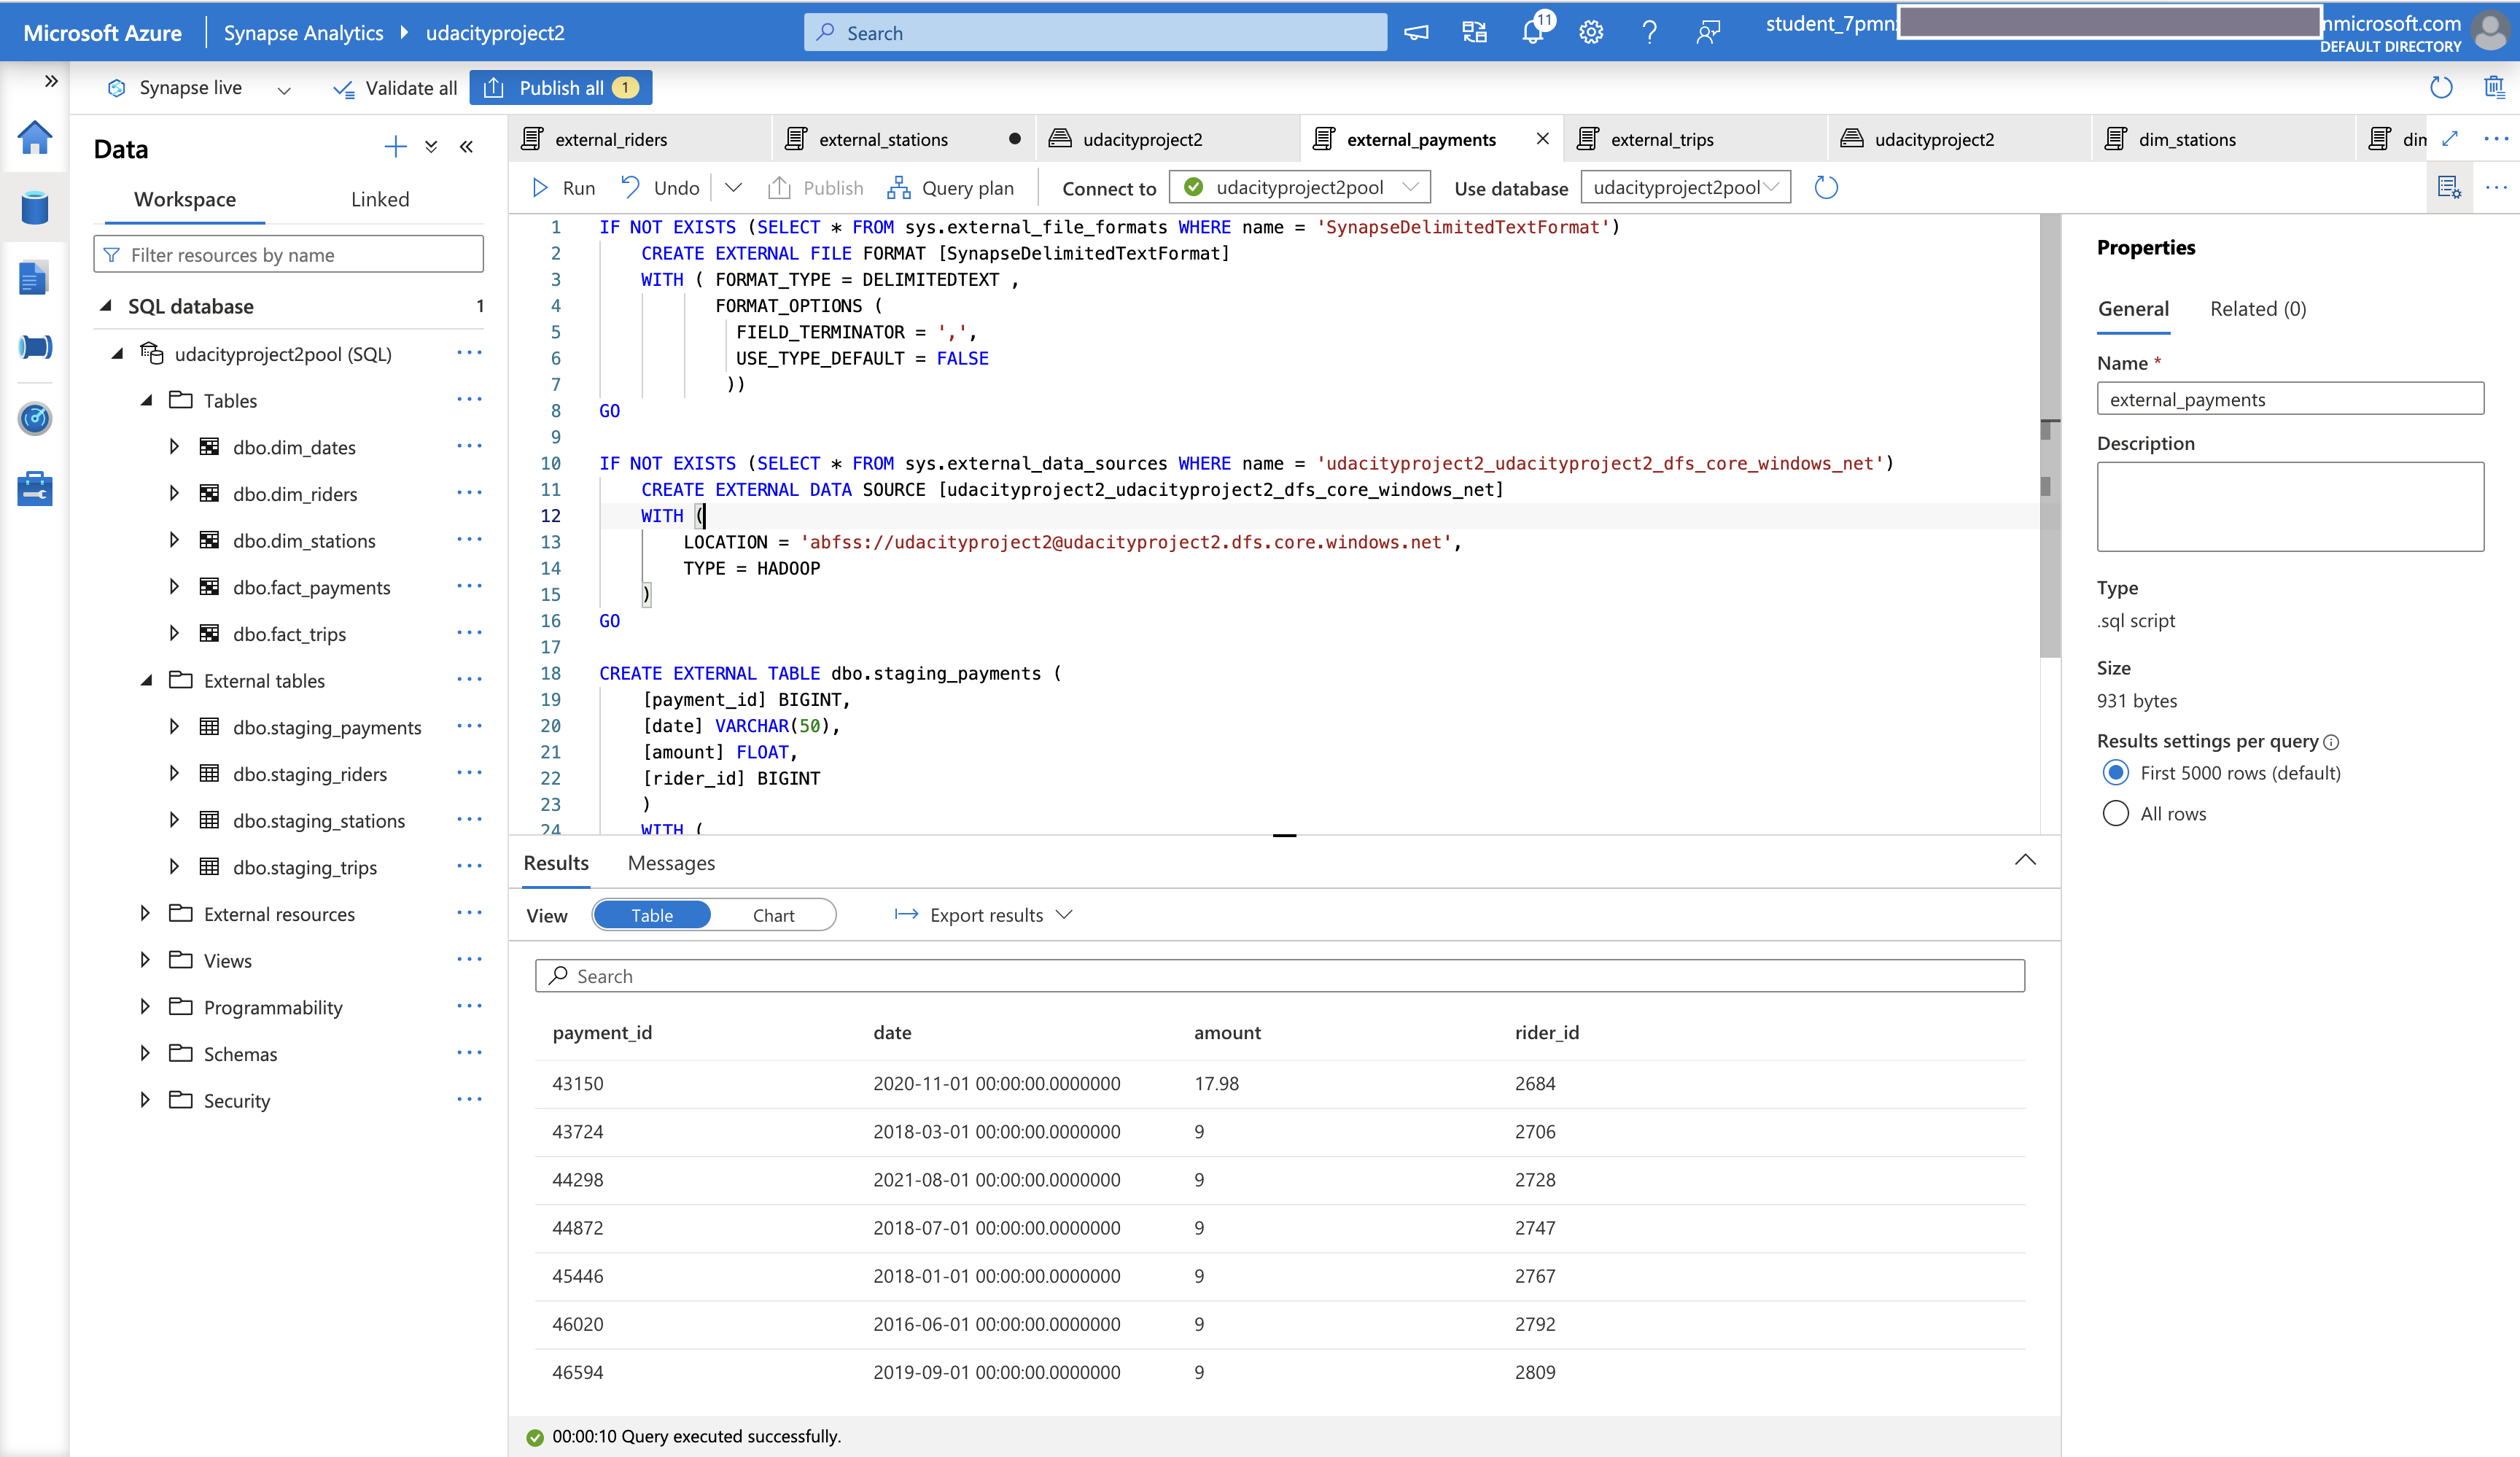 Microsoft Azure | Synapse Analytics ▸ udacityproject2
Search
11
student_7pmn
nmicrosoft.com
DEFAULT DIRECTORY
Synapse live
Validate all
Publish all 1
Data
Workspace
Linked
Filter resources by name
SQL database 1
udacityproject2pool (SQL)
Tables
dbo.dim_dates
dbo.dim_riders
dbo.dim_stations
dbo.fact_payments
dbo.fact_trips
External tables
dbo.staging_payments
dbo.staging_riders
dbo.staging_stations
dbo.staging_trips
External resources
Views
Programmability
Schemas
Security
external_riders
external_stations
udacityproject2
external_payments
external_trips
udacityproject2
dim_stations
dim
Run
Undo
Publish
Query plan
Connect to
udacityproject2pool
Use database
udacityproject2pool
1 IF NOT EXISTS (SELECT * FROM sys.external_file_formats WHERE name = 'SynapseDelimitedTextFormat')
2 CREATE EXTERNAL FILE FORMAT [SynapseDelimitedTextFormat]
3 WITH ( FORMAT_TYPE = DELIMITEDTEXT ,
4 FORMAT_OPTIONS (
5 FIELD_TERMINATOR = ',',
6 USE_TYPE_DEFAULT = FALSE
7 ))
8 GO
9
10 IF NOT EXISTS (SELECT * FROM sys.external_data_sources WHERE name = 'udacityproject2_udacityproject2_dfs_core_windows_net')
11 CREATE EXTERNAL DATA SOURCE [udacityproject2_udacityproject2_dfs_core_windows_net]
12 WITH (
13 LOCATION = 'abfss://udacityproject2@udacityproject2.dfs.core.windows.net',
14 TYPE = HADOOP
15 )
16 GO
17
18 CREATE EXTERNAL TABLE dbo.staging_payments (
19 [payment_id] BIGINT,
20 [date] VARCHAR(50),
21 [amount] FLOAT,
22 [rider_id] BIGINT
23 )
24 WITH (
Results
Messages
View
Table
Chart
Export results
Search
payment_id date amount rider_id
43150 2020-11-01 00:00:00.0000000 17.98 2684
43724 2018-03-01 00:00:00.0000000 9 2706
44298 2021-08-01 00:00:00.0000000 9 2728
44872 2018-07-01 00:00:00.0000000 9 2747
45446 2018-01-01 00:00:00.0000000 9 2767
46020 2016-06-01 00:00:00.0000000 9 2792
46594 2019-09-01 00:00:00.0000000 9 2809
00:00:10 Query executed successfully.
Properties
General
Related (0)
Name *
external_payments
Description
Type
.sql script
Size
931 bytes
Results settings per query
First 5000 rows (default)
All rows